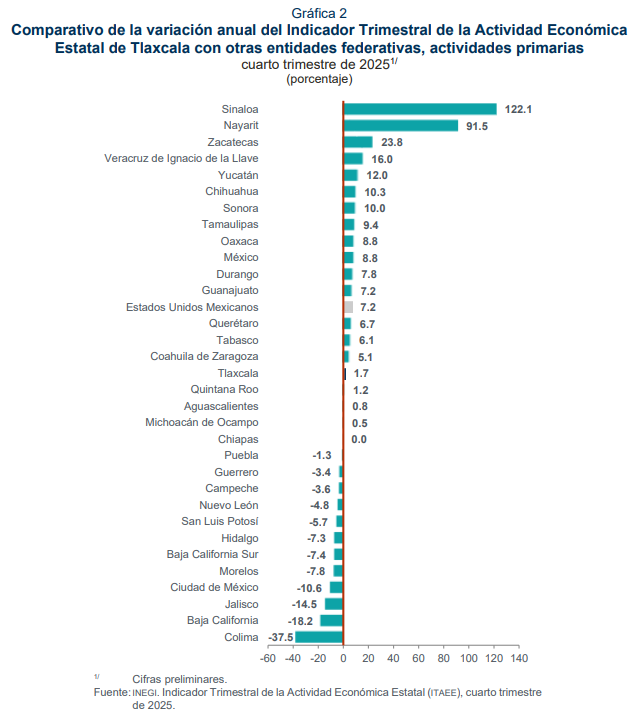 Gráfica 2
Comparativo de la variación anual del Indicador Trimestral de la Actividad Económica
Estatal de Tlaxcala con otras entidades federativas, actividades primarias
cuarto trimestre de 2025¹/
(porcentaje)
Sinaloa 122.1
Nayarit 91.5
Zacatecas 23.8
Veracruz de Ignacio de la Llave 16.0
Yucatán 12.0
Chihuahua 10.3
Sonora 10.0
Tamaulipas 9.4
Oaxaca 8.8
México 8.8
Durango 7.8
Guanajuato 7.2
Estados Unidos Mexicanos 7.2
Querétaro 6.7
Tabasco 6.1
Coahuila de Zaragoza 5.1
Tlaxcala 1.7
Quintana Roo 1.2
Aguascalientes 0.8
Michoacán de Ocampo 0.5
Chiapas 0.0
Puebla -1.3
Guerrero -3.4
Campeche -3.6
Nuevo León -4.8
San Luis Potosí -5.7
Hidalgo -7.3
Baja California Sur -7.4
Morelos -7.8
Ciudad de México -10.6
Jalisco -14.5
Baja California -18.2
Colima -37.5
-60 -40 -20 0 20 40 60 80 100 120 140
¹/ Cifras preliminares.
Fuente: INEGI. Indicador Trimestral de la Actividad Económica Estatal (ITAEE), cuarto trimestre
de 2025.